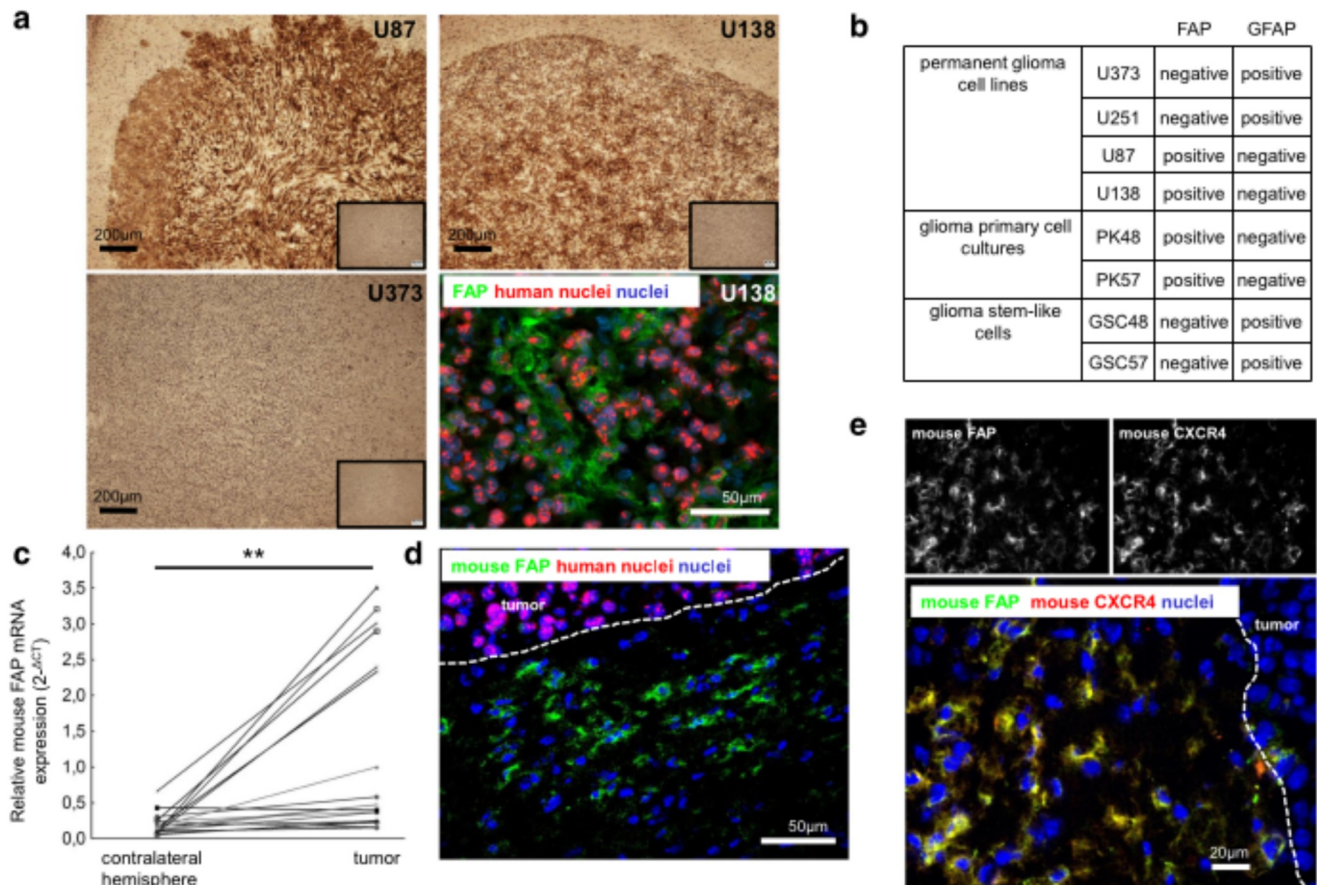 a
U87
200µm
U138
200µm
U373
200µm
FAP human nuclei nuclei
U138
50µm
b
FAP GFAP
permanent glioma cell lines
U373 negative positive
U251 negative positive
U87 positive negative
U138 positive negative
glioma primary cell cultures
PK48 positive negative
PK57 positive negative
glioma stem-like cells
GSC48 negative positive
GSC57 negative positive
c
**
Relative mouse FAP mRNA
expression (2-ΔCT)
4,0
3,5
3,0
2,5
2,0
1,5
1,0
0,5
0,0
contralateral
hemisphere
tumor
d
mouse FAP human nuclei nuclei
tumor
50µm
e
mouse FAP
mouse CXCR4
mouse FAP mouse CXCR4 nuclei
tumor
20µm